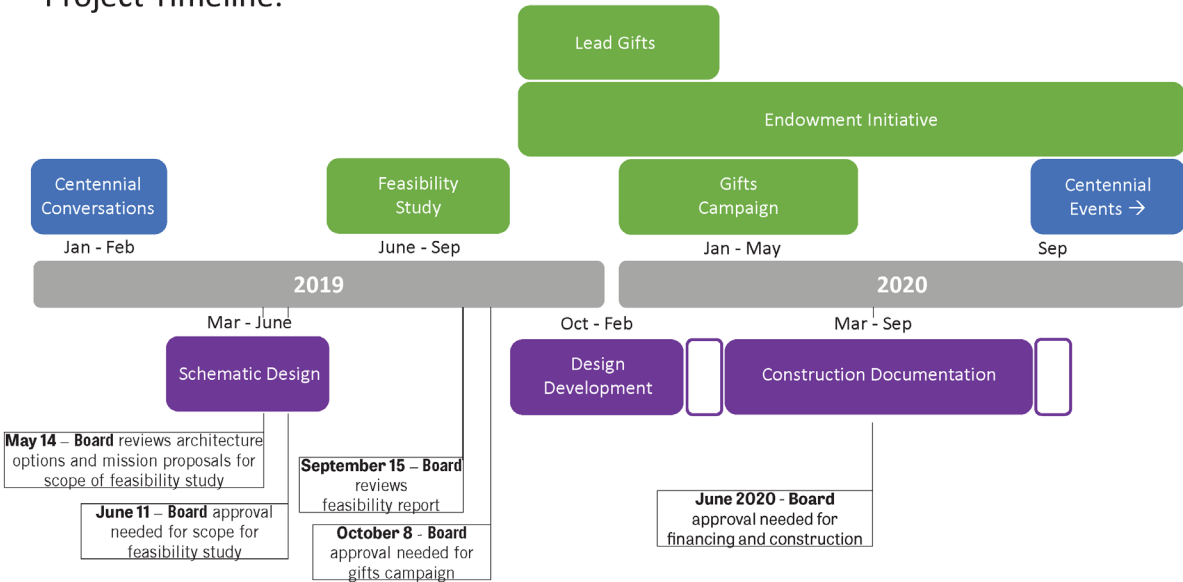 Project Timeline:
Lead Gifts
Endowment Initiative
Centennial
Conversations
Feasibility
Study
Gifts
Campaign
Centennial
Events →
Jan - Feb
June - Sep
Jan - May
Sep
2019
2020
Mar - June
Oct - Feb
Mar - Sep
Schematic Design
Design
Development
Construction Documentation
May 14 – Board reviews architecture
options and mission proposals for
scope of feasibility study
September 15 – Board
reviews
feasibility report
June 11 – Board approval
needed for scope for
feasibility study
October 8 - Board
approval needed for
gifts campaign
June 2020 - Board
approval needed for
financing and construction